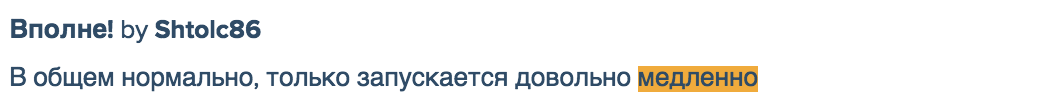 Вполне! by Shtolc86
В общем нормально, только запускается довольно медленно